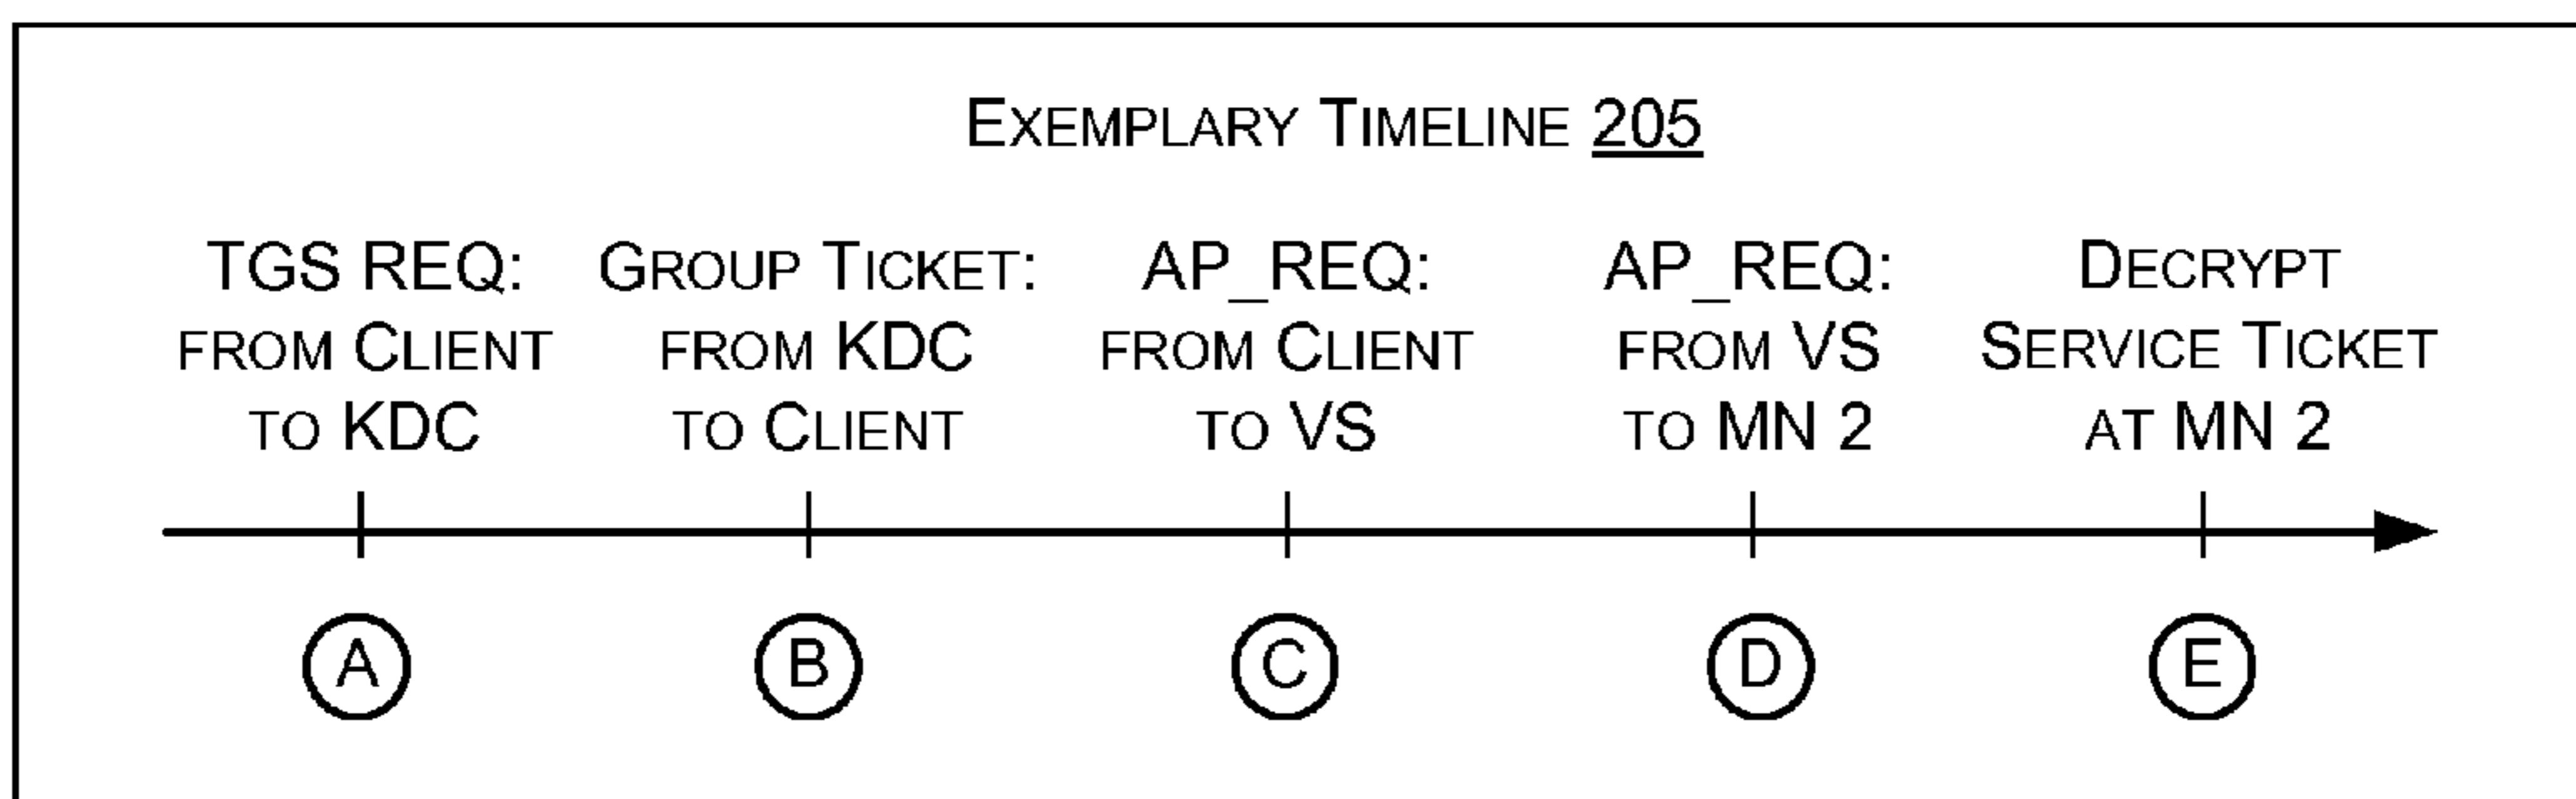 EXEMPLARY TIMELINE 205
TGS REQ:
FROM CLIENT
TO KDC
GROUP TICKET:
FROM KDC
TO CLIENT
AP_REQ:
FROM CLIENT
TO VS
AP_REQ:
FROM VS
TO MN 2
DECRYPT
SERVICE TICKET
AT MN 2
A
B
C
D
E